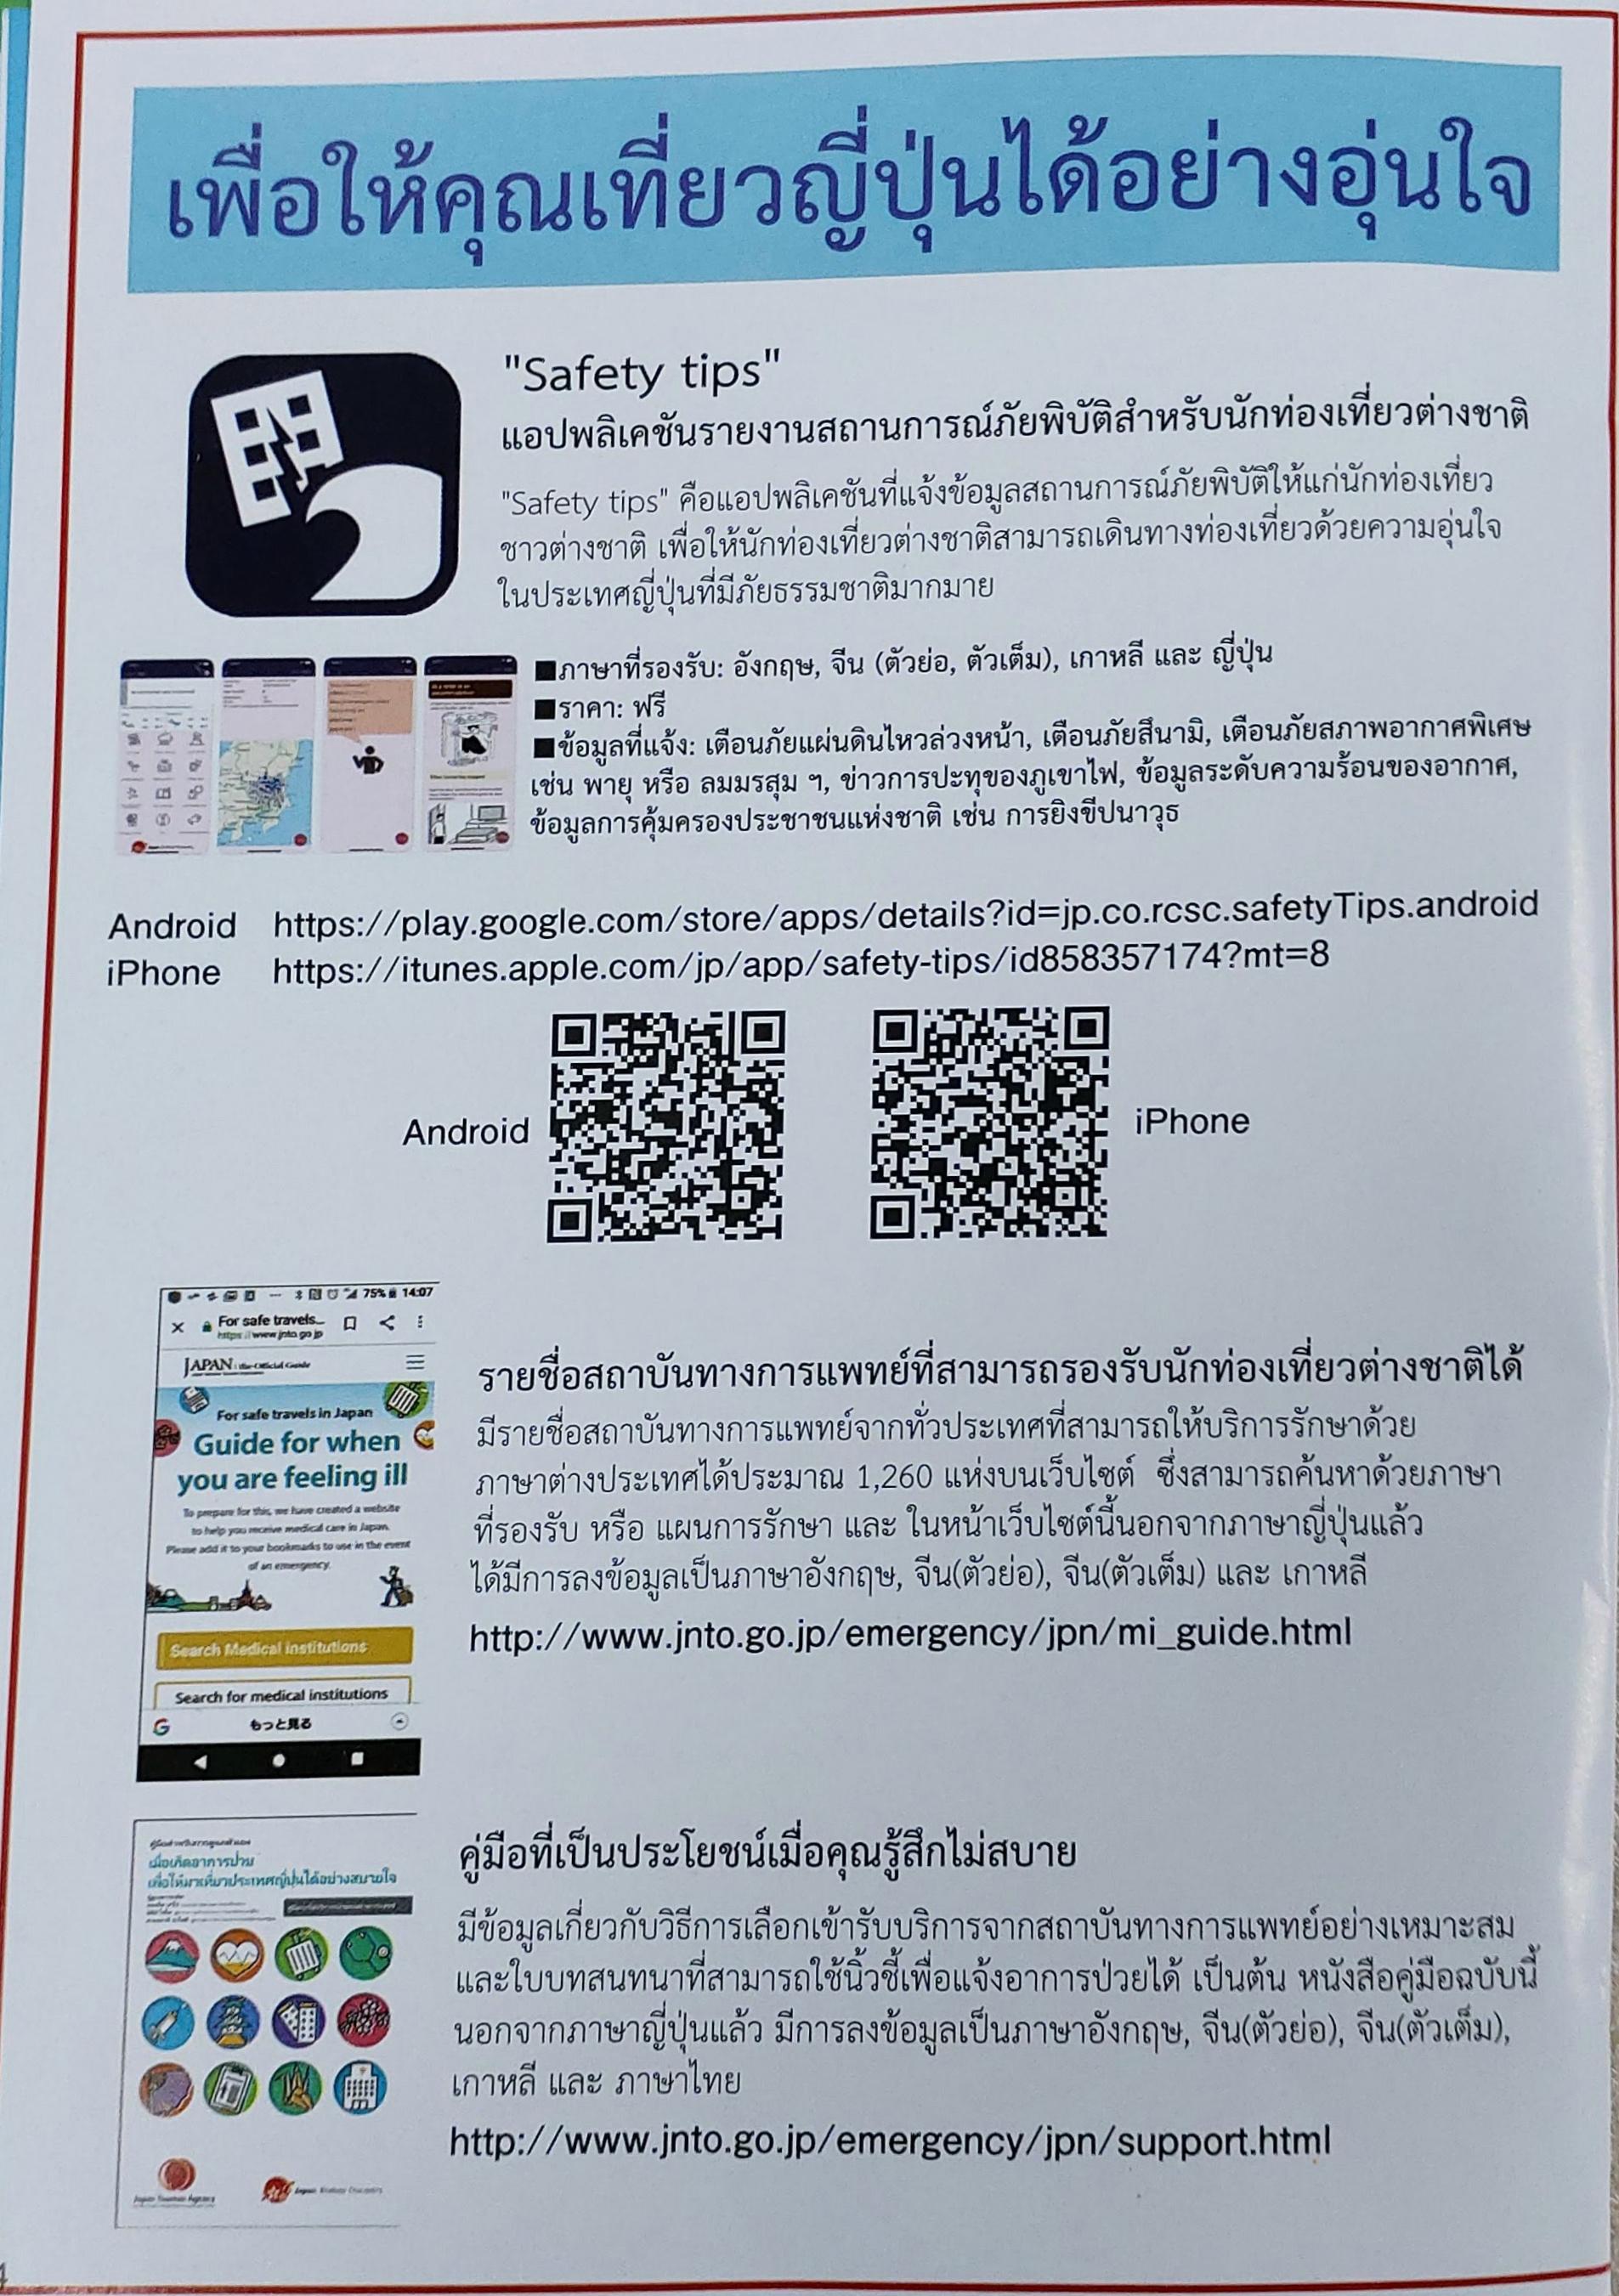 เพื่อให้คุณเที่ยวญี่ปุ่นได้อย่างอุ่นใจ
"Safety tips"
แอปพลิเคชันรายงานสถานการณ์ภัยพิบัติสำหรับนักท่องเที่ยวต่างชาติ
"Safety tips" คือแอปพลิเคชันที่แจ้งข้อมูลสถานการณ์ภัยพิบัติให้แก่นักท่องเที่ยว
ชาวต่างชาติ เพื่อให้นักท่องเที่ยวต่างชาติสามารถเดินทางท่องเที่ยวด้วยความอุ่นใจ
ในประเทศญี่ปุ่นที่มีภัยธรรมชาติมากมาย
■ภาษาที่รองรับ: อังกฤษ, จีน (ตัวย่อ, ตัวเต็ม), เกาหลี และ ญี่ปุ่น
■ราคา: ฟรี
■ข้อมูลที่แจ้ง: เตือนภัยแผ่นดินไหวล่วงหน้า, เตือนภัยสึนามิ, เตือนภัยสภาพอากาศพิเศษ
เช่น พายุ หรือ ลมมรสุม ฯ, ข่าวการปะทุของภูเขาไฟ, ข้อมูลระดับความร้อนของอากาศ,
ข้อมูลการคุ้มครองประชาชนแห่งชาติ เช่น การยิงขีปนาวุธ
Android https://play.google.com/store/apps/details?id=jp.co.rcsc.safetyTips.android
iPhone https://itunes.apple.com/jp/app/safety-tips/id858357174?mt=8
Android
iPhone
75% 14:07
For safe travels...
https://www.jnto.go.jp
JAPAN: the Official Guide
For safe travels in Japan
Guide for when
you are feeling ill
To prepare for this, we have created a website
to help you receive medical care in Japan.
Please add it to your bookmarks to use in the event
of an emergency.
Search Medical institutions
Search for medical institutions
G もっと見る
รายชื่อสถาบันทางการแพทย์ที่สามารถรองรับนักท่องเที่ยวต่างชาติได้
มีรายชื่อสถาบันทางการแพทย์จากทั่วประเทศที่สามารถให้บริการรักษาด้วย
ภาษาต่างประเทศได้ประมาณ 1,260 แห่งบนเว็บไซต์ ซึ่งสามารถค้นหาด้วยภาษา
ที่รองรับ หรือ แผนการรักษา และ ในหน้าเว็บไซต์นี้นอกจากภาษาญี่ปุ่นแล้ว
ได้มีการลงข้อมูลเป็นภาษาอังกฤษ, จีน(ตัวย่อ), จีน(ตัวเต็ม) และ เกาหลี
http://www.jnto.go.jp/emergency/jpn/mi_guide.html
เมื่อเกิดอาการป่วย
เพื่อให้มาเที่ยวประเทศญี่ปุ่นได้อย่างสบายใจ
Japan Tourism Agency
คู่มือที่เป็นประโยชน์เมื่อคุณรู้สึกไม่สบาย
มีข้อมูลเกี่ยวกับวิธีการเลือกเข้ารับบริการจากสถาบันทางการแพทย์อย่างเหมาะสม
และใบบทสนทนาที่สามารถใช้นิ้วชี้เพื่อแจ้งอาการป่วยได้ เป็นต้น หนังสือคู่มือฉบับนี้
นอกจากภาษาญี่ปุ่นแล้ว มีการลงข้อมูลเป็นภาษาอังกฤษ, จีน(ตัวย่อ), จีน(ตัวเต็ม),
เกาหลี และ ภาษาไทย
http://www.jnto.go.jp/emergency/jpn/support.html